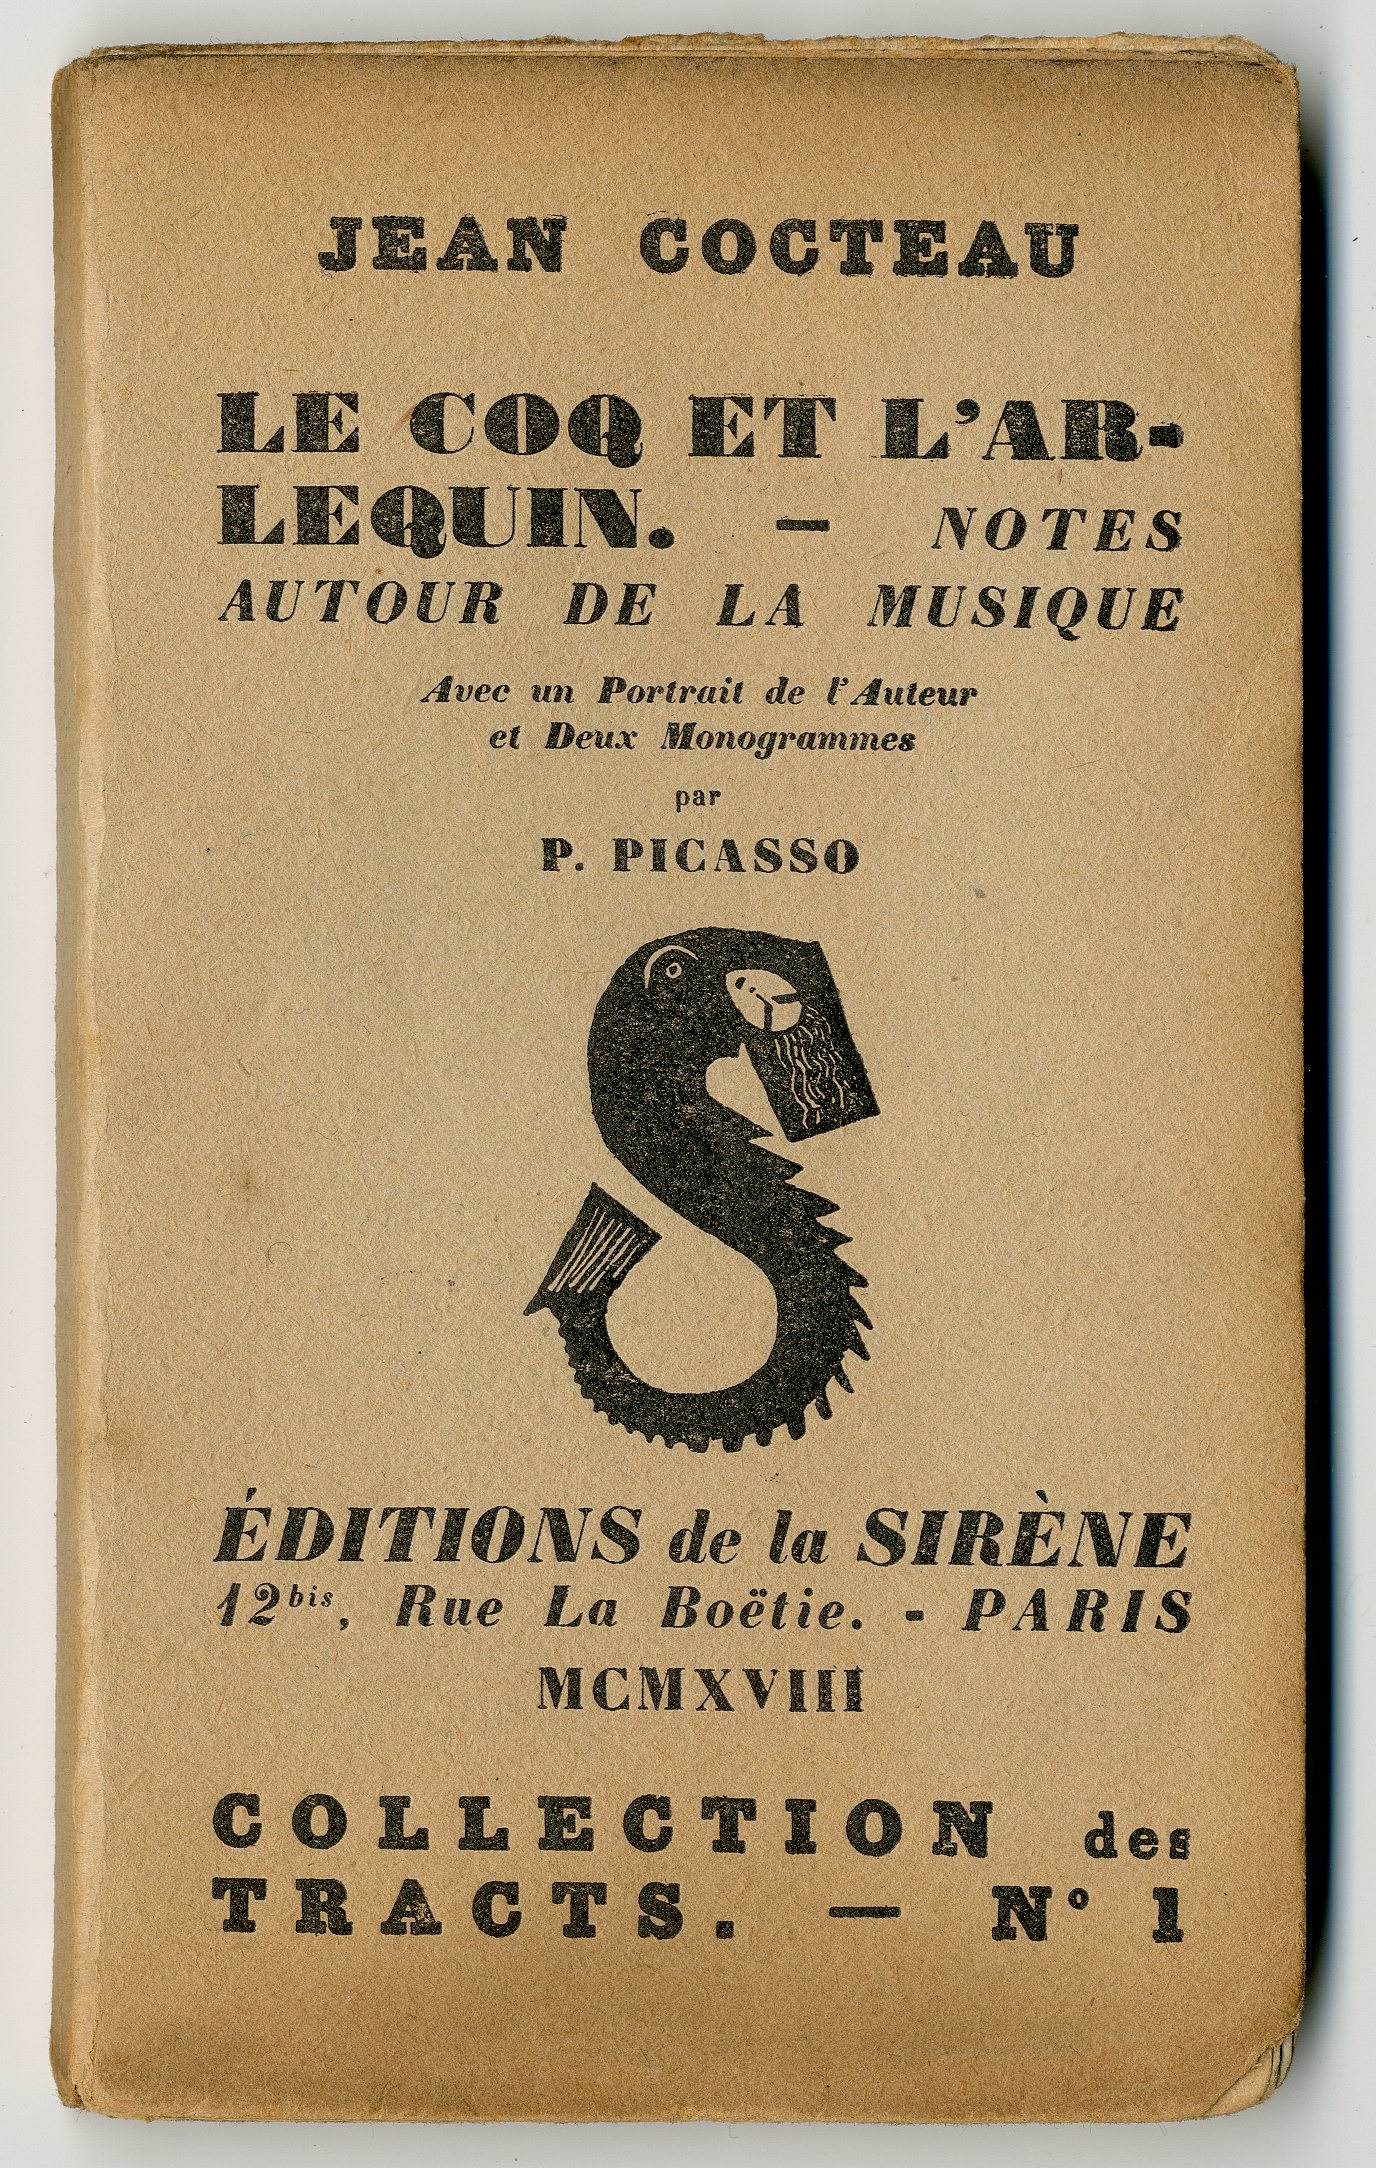 JEAN COCTEAU
LE COQ ET L'AR-
LEQUIN. — NOTES
AUTOUR DE LA MUSIQUE
Avec un Portrait de l'Auteur
et Deux Monogrammes
par
P. PICASSO
ÉDITIONS de la SIRÈNE
12bis, Rue La Boëtie. - PARIS
MCMXVIII
COLLECTION des
TRACTS. — N° 1